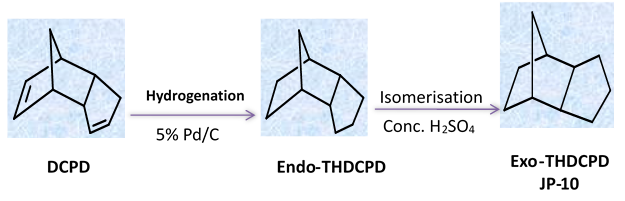 Hydrogenation
5% Pd/C
Isomerisation
Conc. H₂SO₄
DCPD
Endo-THDCPD
Exo-THDCPD
JP-10